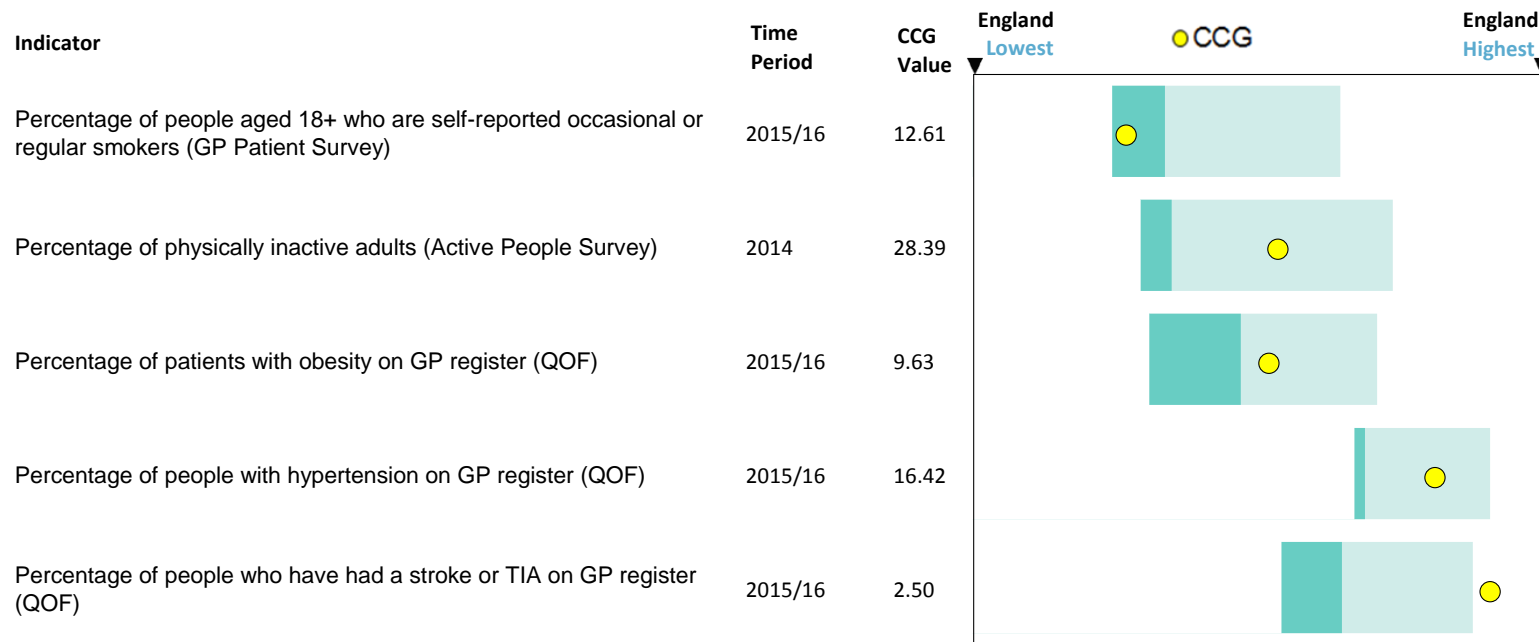 Indicator
Time
Period
CCG
Value
England
Lowest
CCG
England
Highest
Percentage of people aged 18+ who are self-reported occasional or
regular smokers (GP Patient Survey)
2015/16
12.61
Percentage of physically inactive adults (Active People Survey)
2014
28.39
Percentage of patients with obesity on GP register (QOF)
2015/16
9.63
Percentage of people with hypertension on GP register (QOF)
2015/16
16.42
Percentage of people who have had a stroke or TIA on GP register
(QOF)
2015/16
2.50